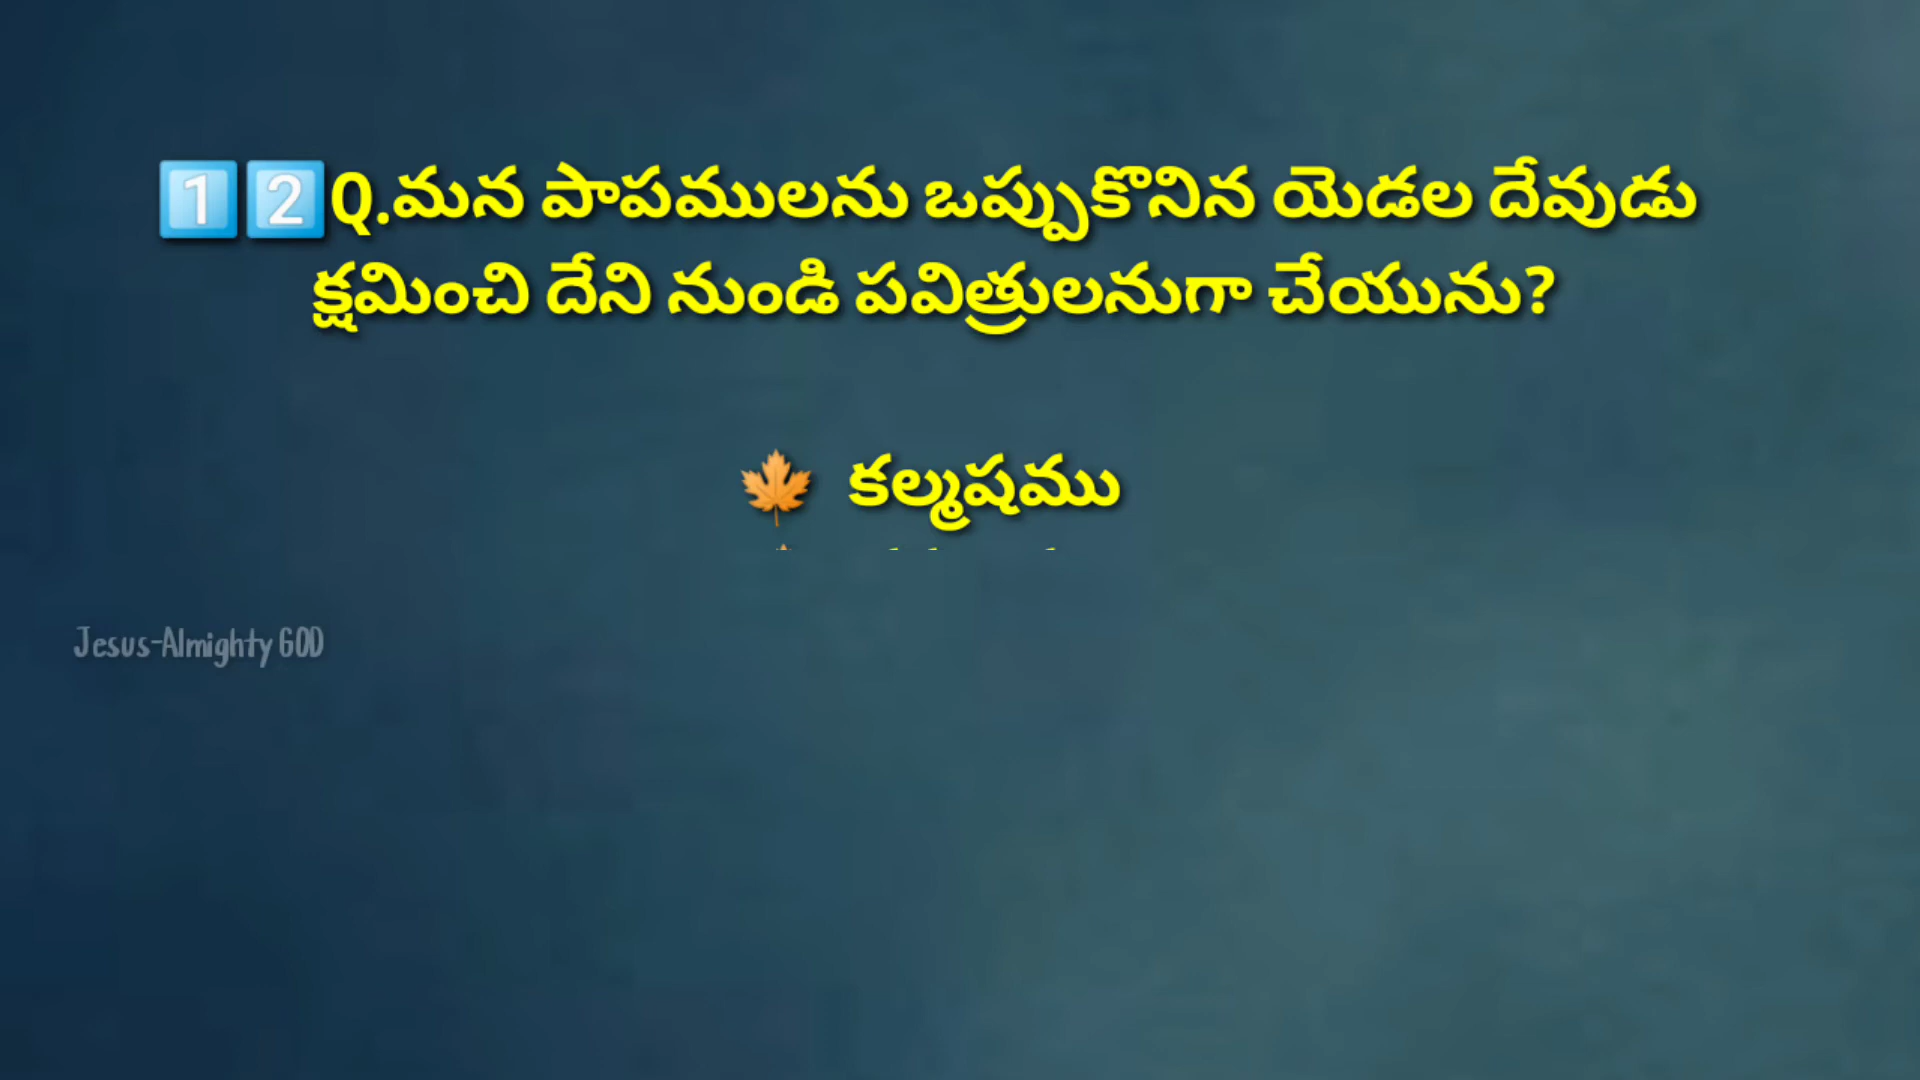 1️⃣2️⃣Q.మన పాపములను ఒప్పుకొనిన యెడల దేవుడు
క్షమించి దేని నుండి పవిత్రులనుగా చేయును?
🍁 కల్మషము
Jesus-Almighty GOD